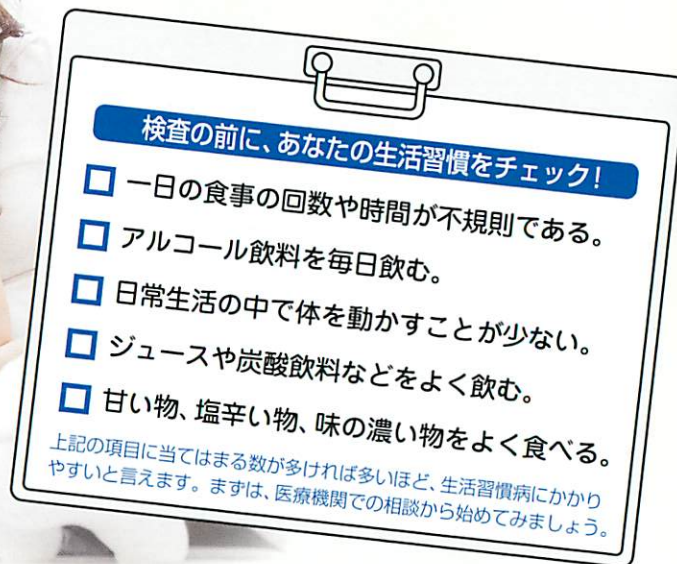 検査の前に、あなたの生活習慣をチェック!
一日の食事の回数や時間が不規則である。
アルコール飲料を毎日飲む。
日常生活の中で体を動かすことが少ない。
ジュースや炭酸飲料などをよく飲む。
甘い物、塩辛い物、味の濃い物をよく食べる。
上記の項目に当てはまる数が多ければ多いほど、生活習慣病にかかり
やすいと言えます。まずは、医療機関での相談から始めてみましょう。